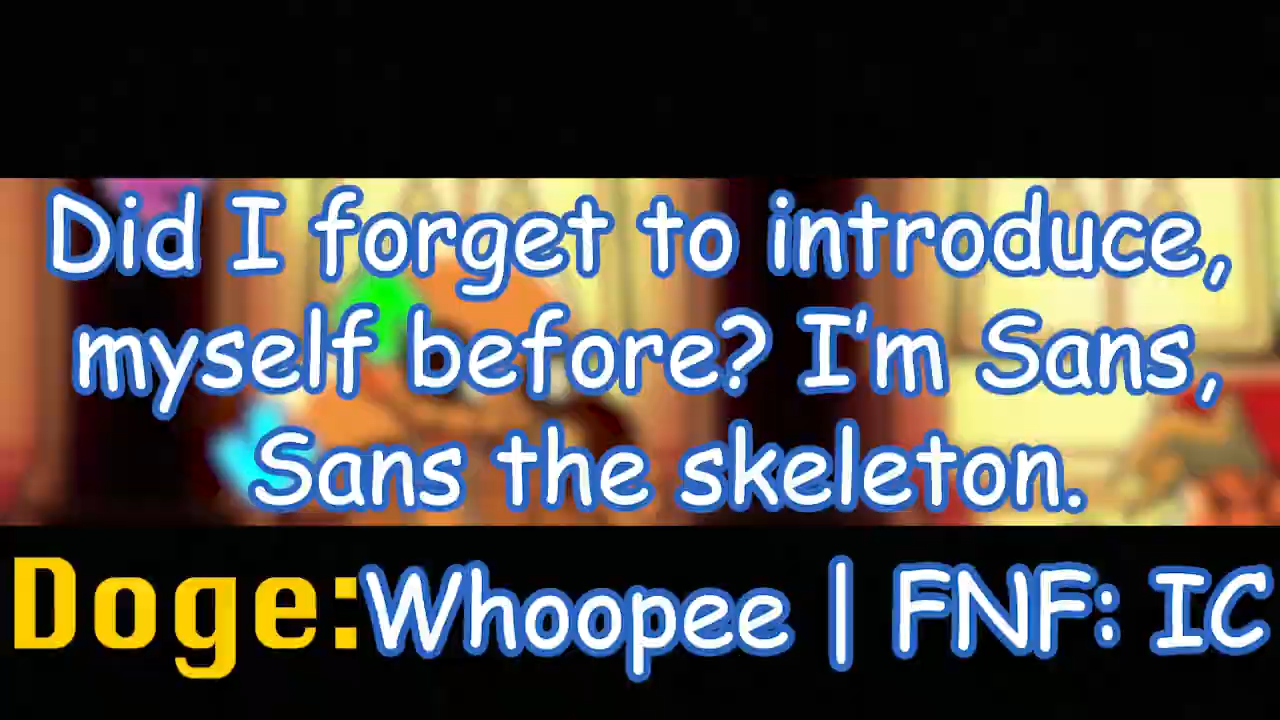 Did I forget to introduce,
myself before? I'm Sans,
Sans the skeleton.
Doge:Whoopee | FNF: IC